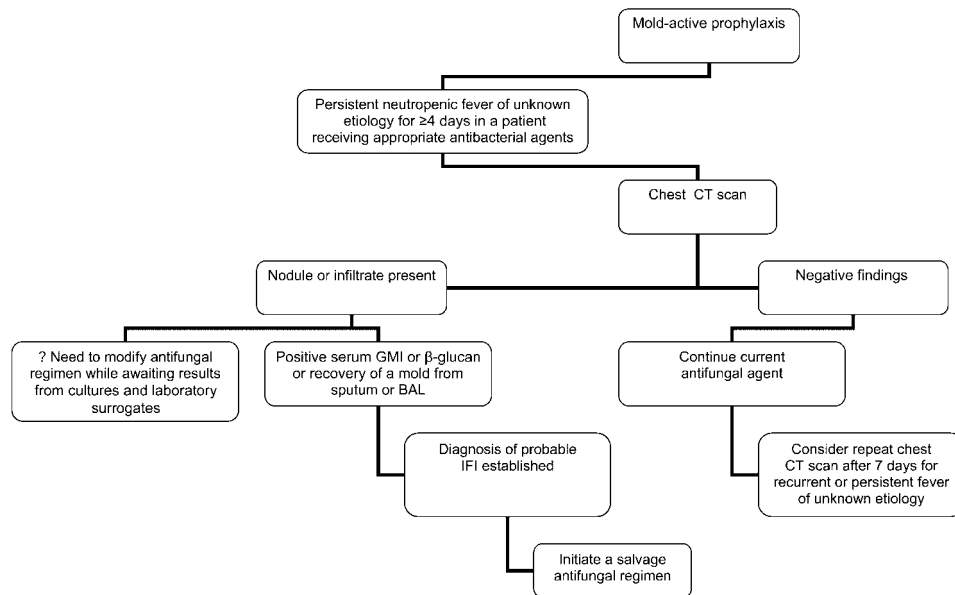 Mold-active prophylaxis
Persistent neutropenic fever of unknown
etiology for ≥4 days in a patient
receiving appropriate antibacterial agents
Chest CT scan
Nodule or infiltrate present
Negative findings
? Need to modify antifungal
regimen while awaiting results
from cultures and laboratory
surrogates
Positive serum GMI or β-glucan
or recovery of a mold from
sputum or BAL
Continue current
antifungal agent
Diagnosis of probable
IFI established
Consider repeat chest
CT scan after 7 days for
recurrent or persistent fever
of unknown etiology
Initiate a salvage
antifungal regimen